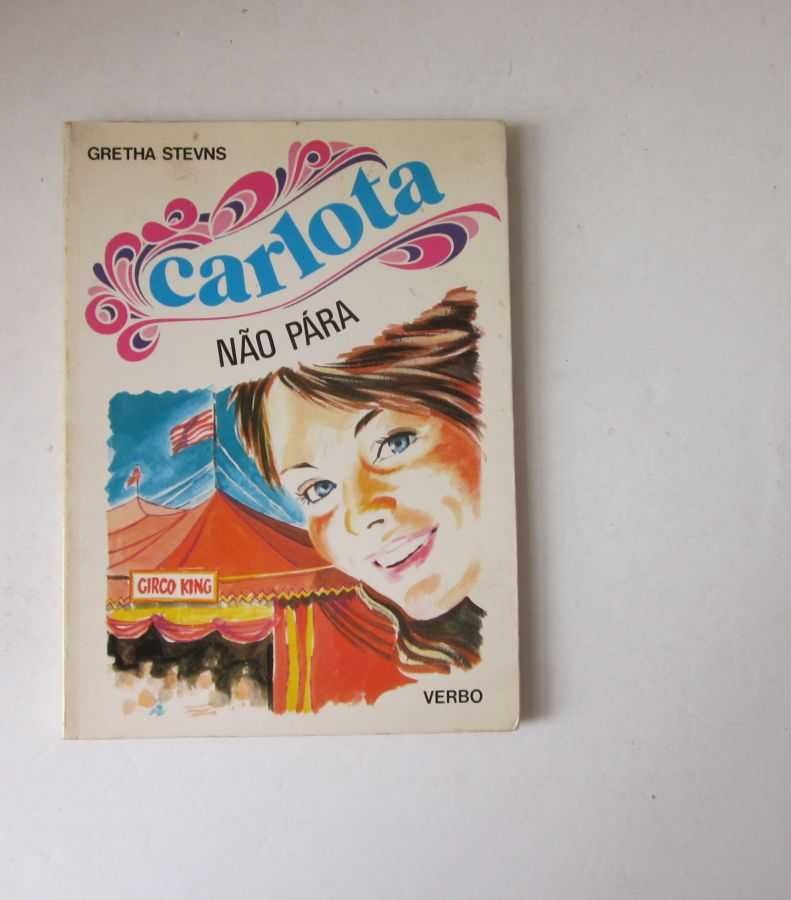 GRETHA STEVNS
carlota
NÃO PÁRA
CIRCO KING
VERBO